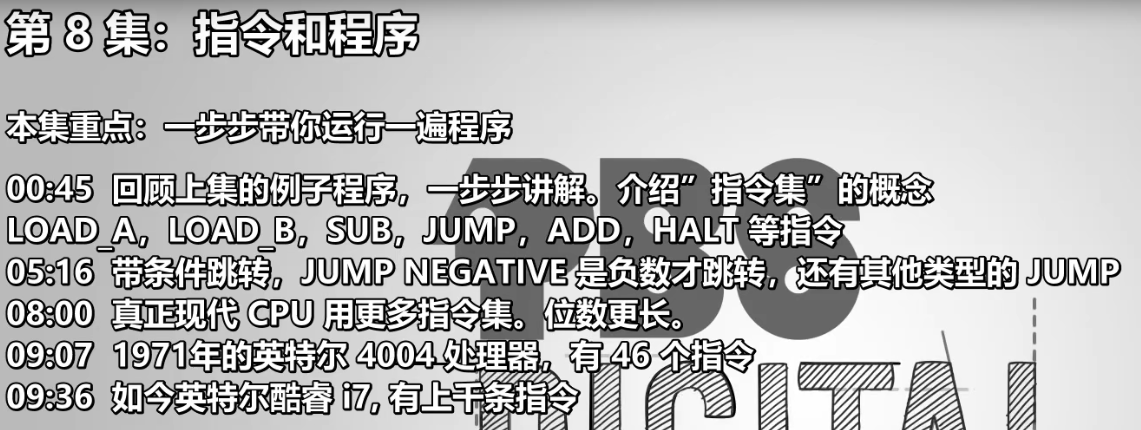 第 8 集：指令和程序
本集重点：一步步带你运行一遍程序
00:45 回顾上集的例子程序，一步步讲解。介绍”指令集”的概念
LOAD_A，LOAD_B，SUB，JUMP，ADD，HALT 等指令
05:16 带条件跳转，JUMP NEGATIVE 是负数才跳转，还有其他类型的 JUMP
08:00 真正现代 CPU 用更多指令集。位数更长。
09:07 1971年的英特尔 4004 处理器，有 46 个指令
09:36 如今英特尔酷睿 i7, 有上千条指令
PBS
DIGITAL